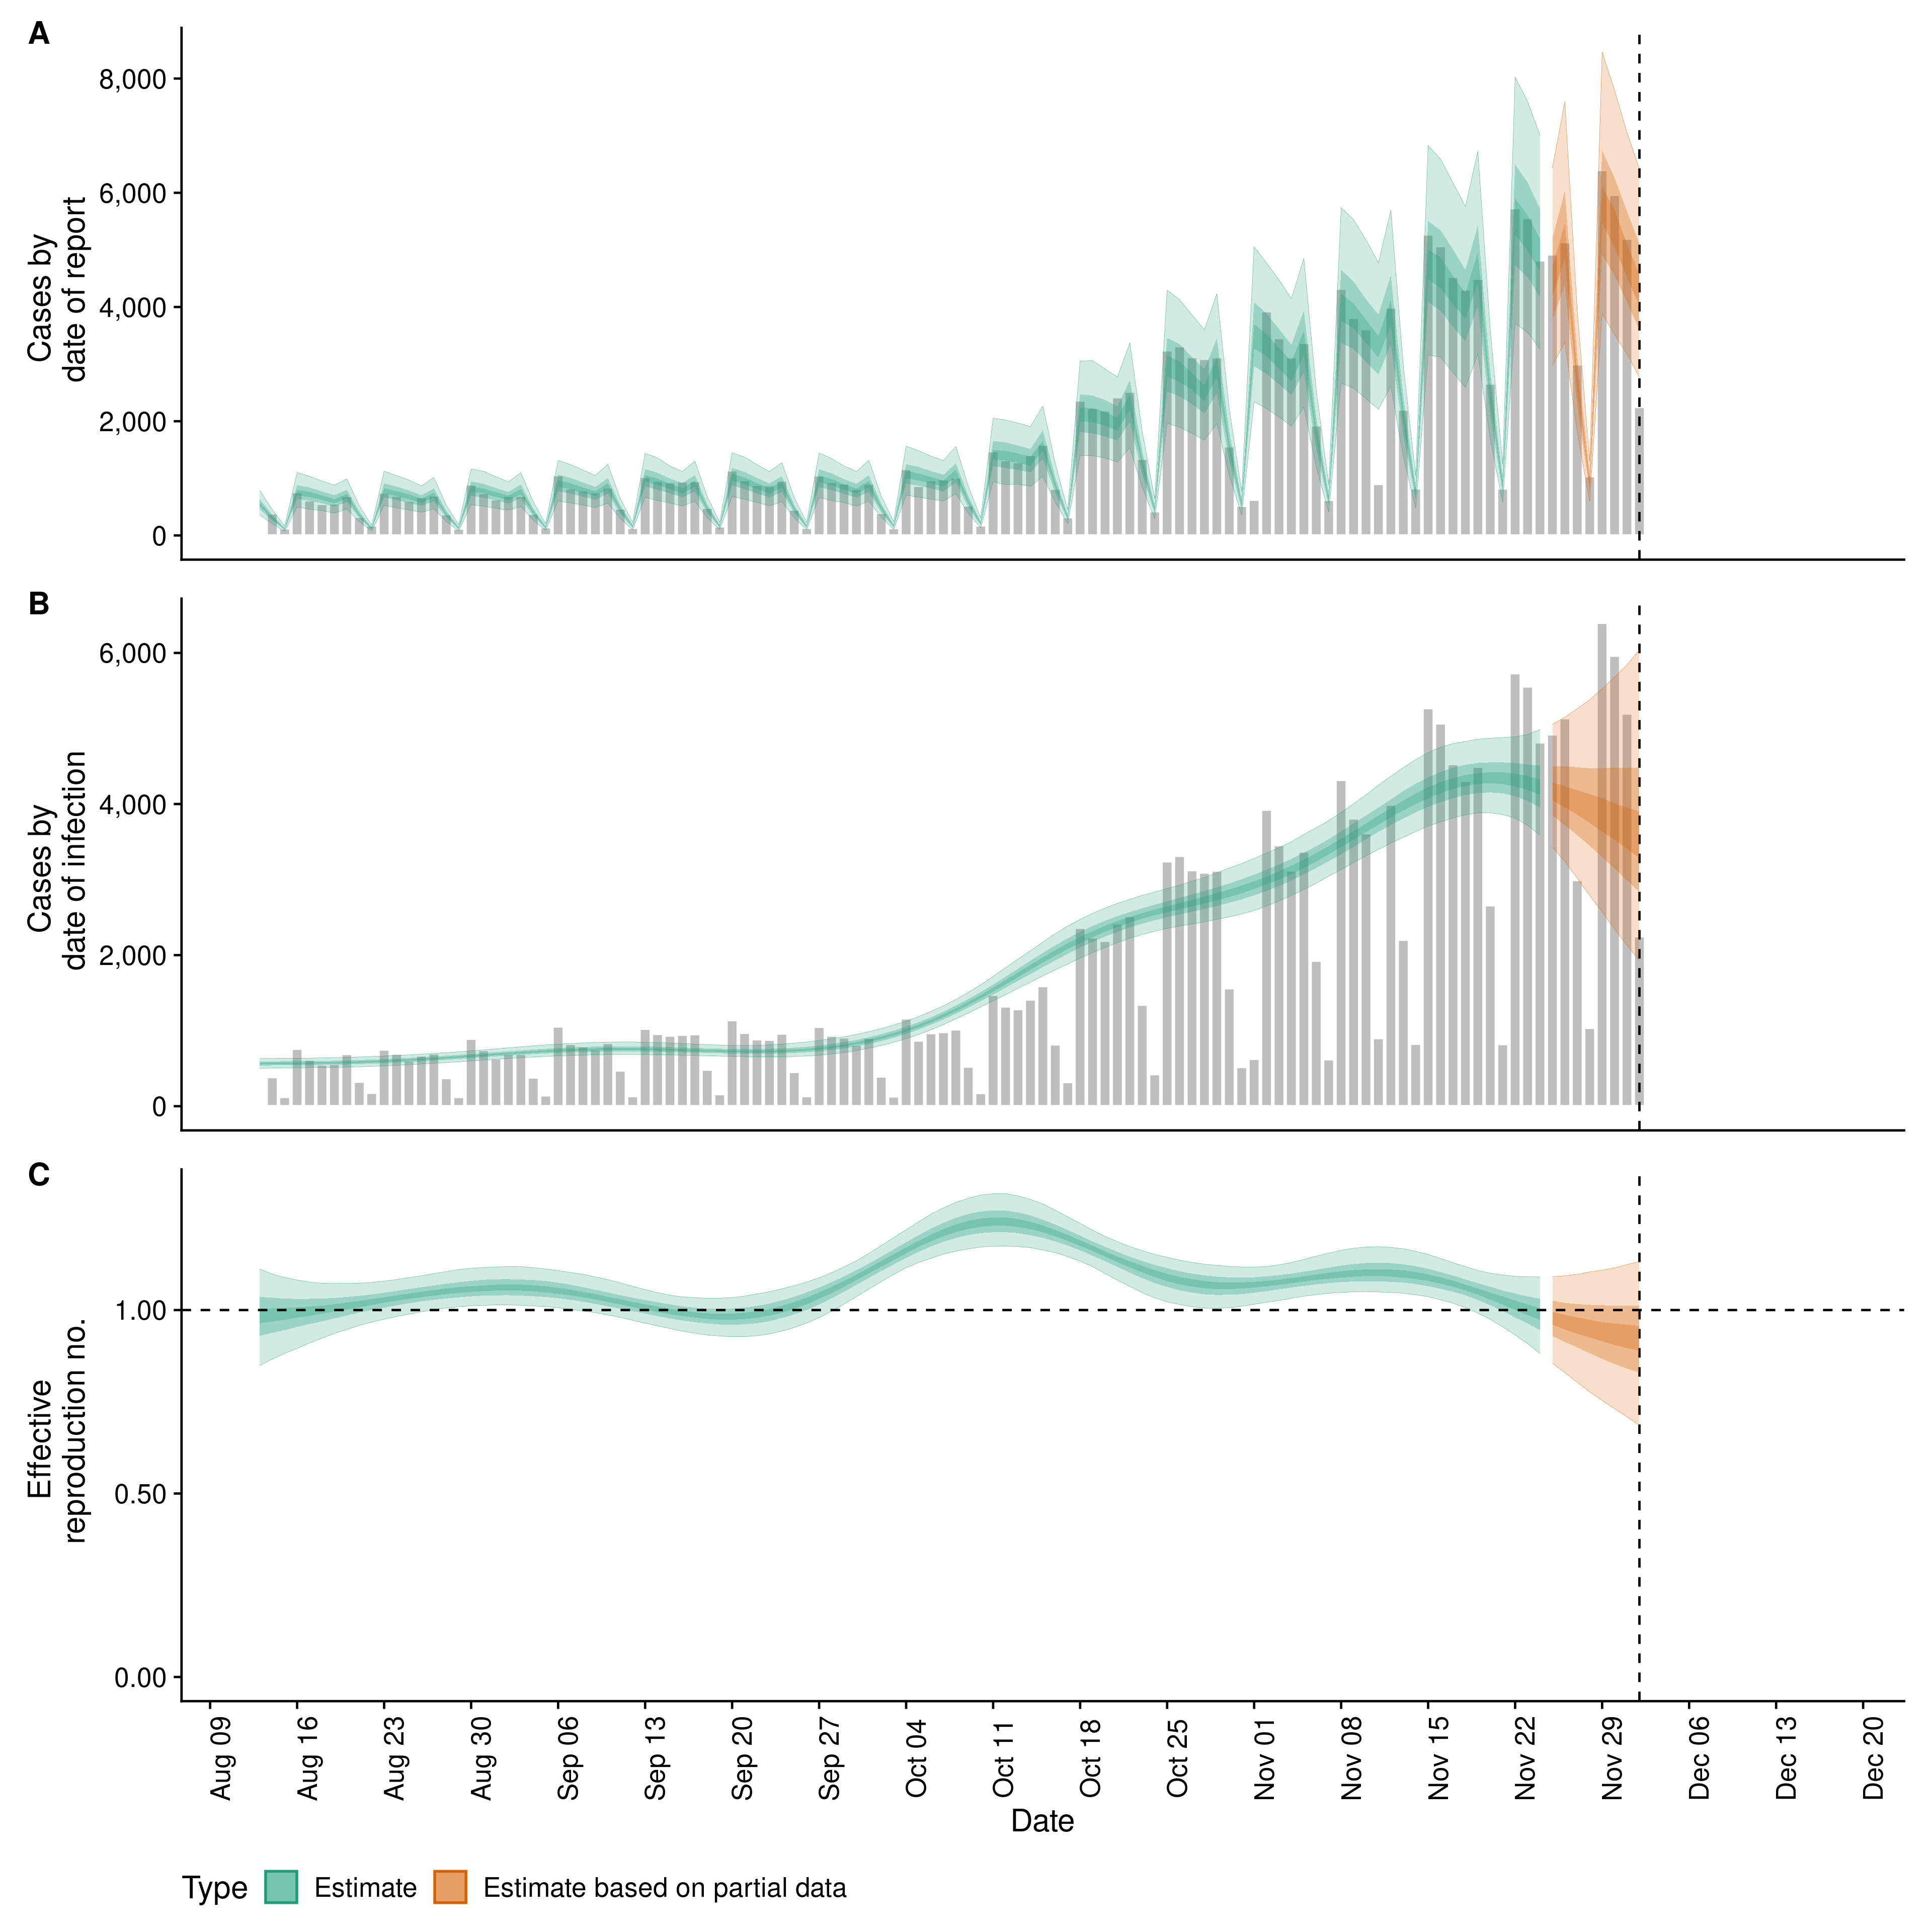 A
8,000
6,000
4,000
2,000
0
Cases by
date of report
B
6,000
4,000
2,000
0
Cases by
date of infection
C
1.00
0.50
0.00
Effective
reproduction no.
Aug 09
Aug 16
Aug 23
Aug 30
Sep 06
Sep 13
Sep 20
Sep 27
Oct 04
Oct 11
Oct 18
Oct 25
Nov 01
Nov 08
Nov 15
Nov 22
Nov 29
Dec 06
Dec 13
Dec 20
Date
Type Estimate Estimate based on partial data